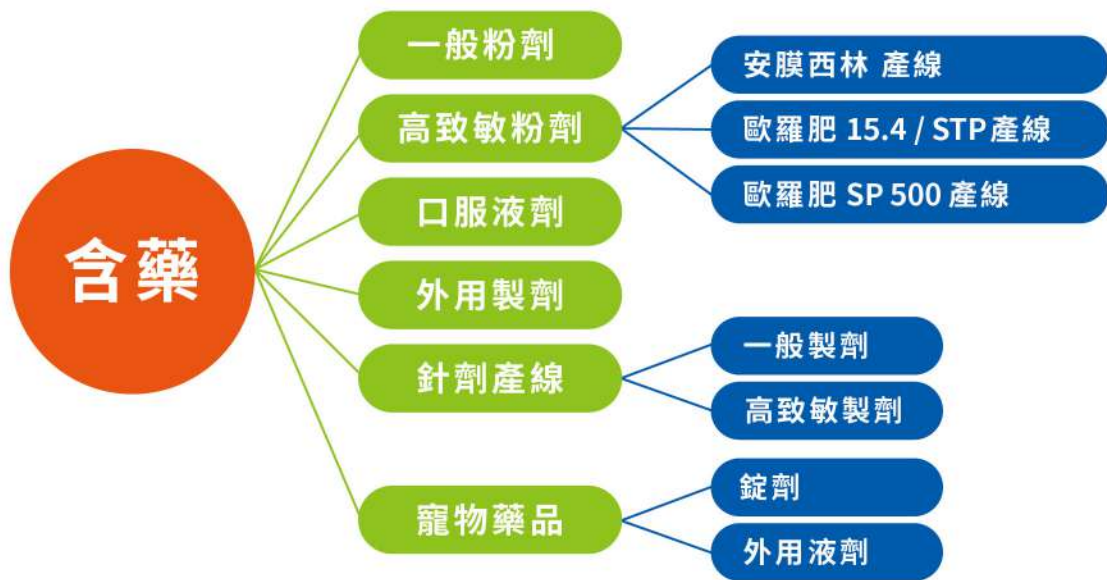 含藥
一般粉劑
高致敏粉劑
安膜西林 產線
歐羅肥 15.4 / STP產線
歐羅肥 SP 500 產線
口服液劑
外用製劑
針劑產線
一般製劑
高致敏製劑
寵物藥品
錠劑
外用液劑